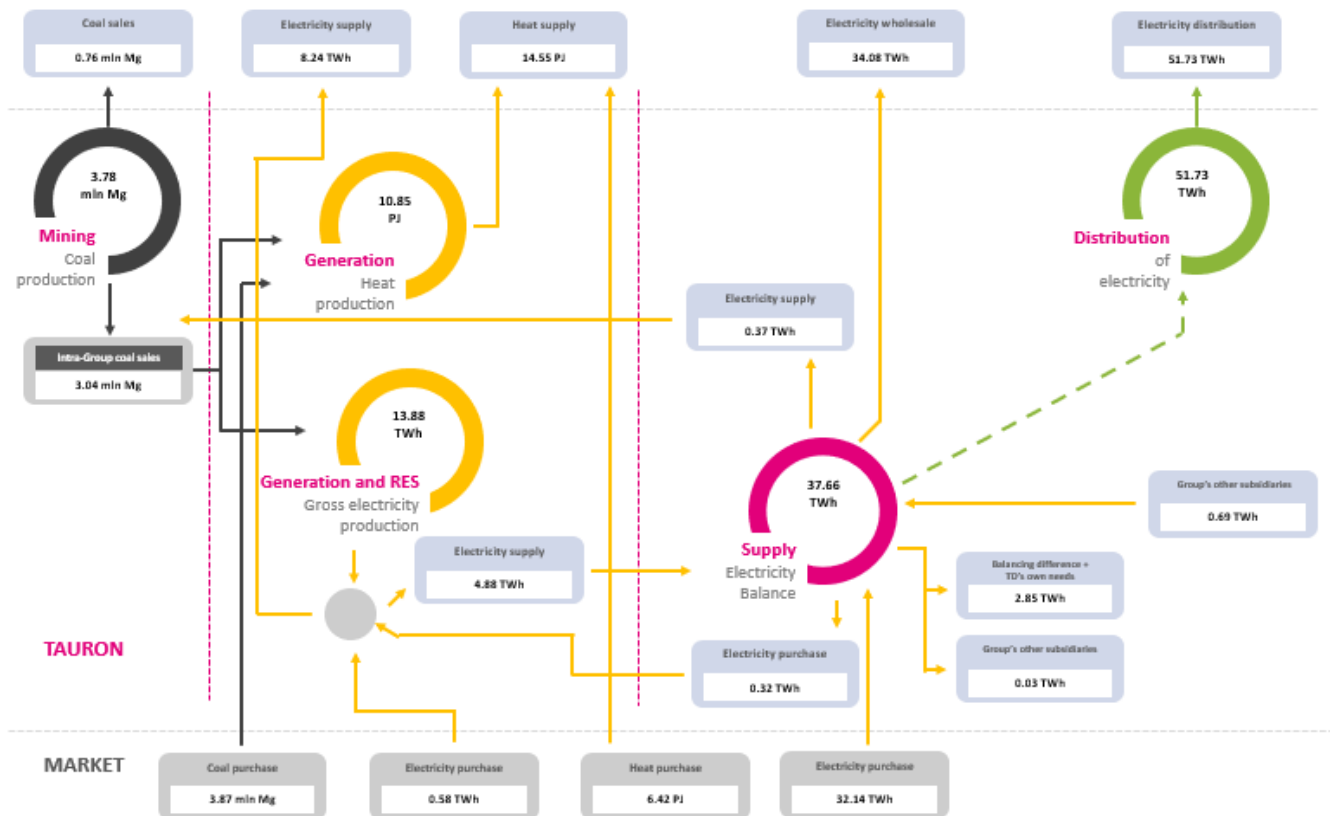 Coal sales
0.76 mln Mg
Electricity supply
8.24 TWh
Heat supply
14.55 PJ
Electricity wholesale
34.08 TWh
Electricity distribution
51.73 TWh
3.78
mln Mg
Mining
Coal
production
10.85
PJ
Generation
Heat
production
51.73
TWh
Distribution
of
electricity
Electricity supply
0.37 TWh
Intra-Group coal sales
3.04 mln Mg
13.88
TWh
Generation and RES
Gross electricity
production
37.66
TWh
Supply
Electricity
Balance
Group's other subsidiaries
0.69 TWh
Electricity supply
4.88 TWh
Balancing difference +
TD's own needs
2.85 TWh
Group's other subsidiaries
0.03 TWh
Electricity purchase
0.32 TWh
TAURON
MARKET
Coal purchase
3.87 mln Mg
Electricity purchase
0.58 TWh
Heat purchase
6.42 PJ
Electricity purchase
32.14 TWh